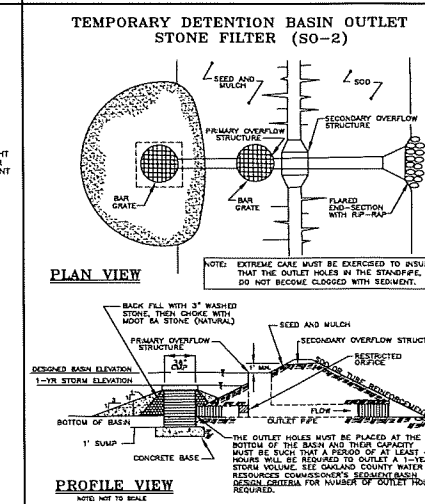 TEMPORARY DETENTION BASIN OUTLET
STONE FILTER (SO-2)
SEED AND
MULCH
SOD
PRIMARY OVERFLOW
STRUCTURE
SECONDARY OVERFLOW
STRUCTURE
BAR
GRATE
BAR
GRATE
FLARED
END-SECTION
WITH RIP-RAP
PLAN VIEW
NOTE: EXTREME CARE MUST BE EXERCISED TO INSU
THAT THE OUTLET HOLES IN THE STANDPIPE,
DO NOT BECOME CLOGGED WITH SEDIMENT.
BACK FILL WITH 3" WASHED
STONE, THEN CHOKE WITH
MDOT 6A STONE (NATURAL)
SEED AND MULCH
PRIMARY OVERFLOW
STRUCTURE
SECONDARY OVERFLOW STRUCT
CMP
1' MIN.
RESTRICTED
ORIFICE
DESIGNED BASIN ELEVATION
1-YR STORM ELEVATION
SOD OR TURF REINFORCEMEN
BOTTOM OF BASIN
OUTLET PIPE
FLOW
1' SUMP
CONCRETE BASE
THE OUTLET HOLES MUST BE PLACED AT THE
BOTTOM OF THE BASIN AND THEIR CAPACITY
MUST BE SUCH THAT A PERIOD OF AT LEAST
HOURS WILL BE REQUIRED TO OUTLET A 1-YEA
STORM VOLUME. SEE OAKLAND COUNTY WATER
RESOURCES COMMISSIONER'S SEDIMENT BASIN
DESIGN CRITERIA FOR NUMBER OF OUTLET HOL
REQUIRED.
PROFILE VIEW
NOTE: NOT TO SCALE